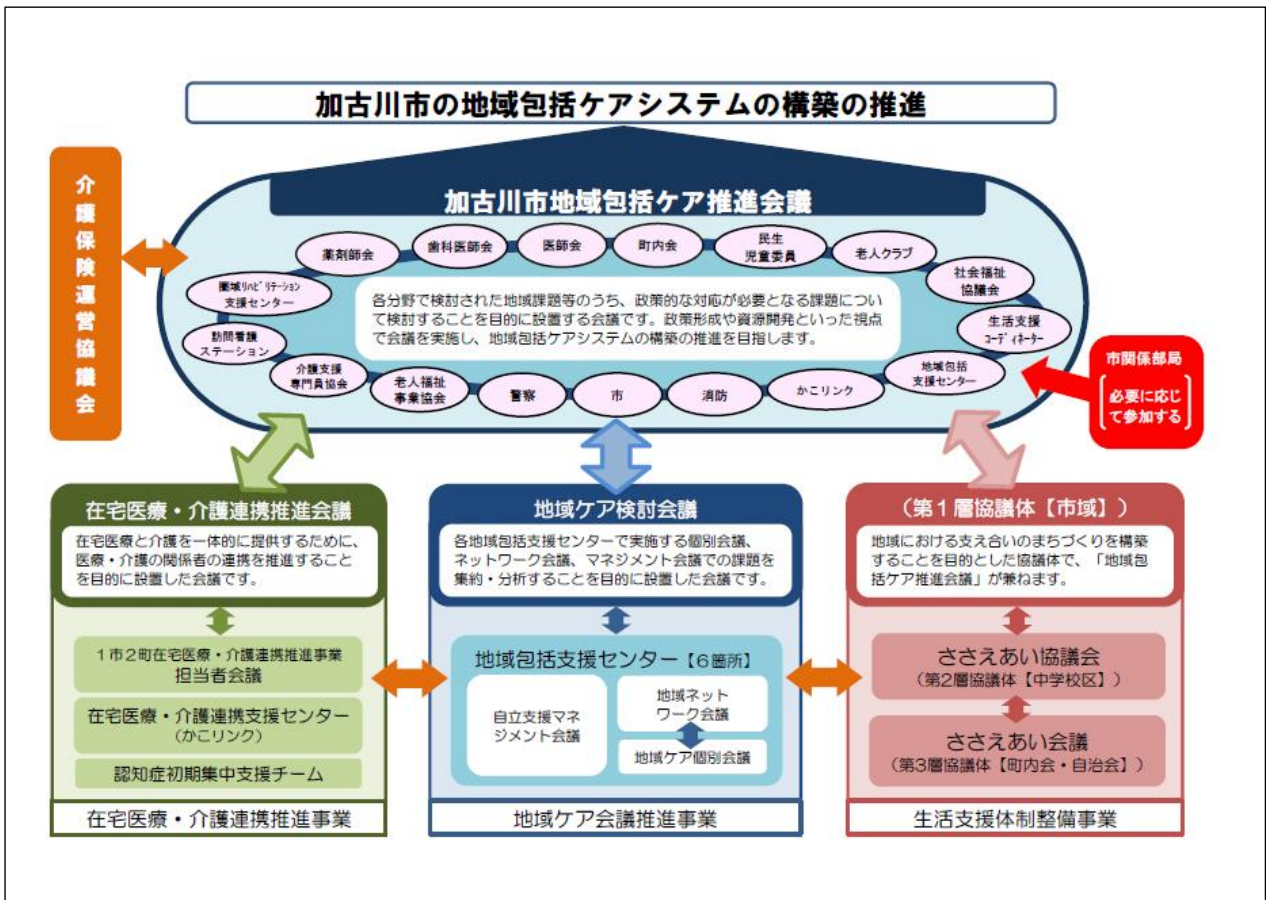 加古川市の地域包括ケアシステムの構築の推進
介護保険運営協議会
加古川市地域包括ケア推進会議
薬剤師会
歯科医師会
医師会
町内会
民生
児童委員
老人クラブ
社会福祉
協議会
生活支援
ｺｰﾃﾞｨﾈｰﾀｰ
地域包括
支援センター
かこリンク
消防
市
警察
老人福祉
事業協会
介護支援
専門員協会
訪問看護
ステーション
圏域ﾘﾊﾋﾞﾘﾃｰｼｮﾝ
支援センター
各分野で検討された地域課題等のうち、政策的な対応が必要となる課題につい
て検討することを目的に設置する会議です。政策形成や資源開発といった視点
で会議を実施し、地域包括ケアシステムの構築の推進を目指します。
市関係部局
必要に応じ
て参加する
在宅医療・介護連携推進会議
在宅医療と介護を一体的に提供するために、
医療・介護の関係者の連携を推進すること
を目的に設置した会議です。
１市２町在宅医療・介護連携推進事業
担当者会議
在宅医療・介護連携支援センター
（かこリンク）
認知症初期集中支援チーム
在宅医療・介護連携推進事業
地域ケア検討会議
各地域包括支援センターで実施する個別会議、
ネットワーク会議、マネジメント会議での課題を
集約・分析することを目的に設置した会議です。
地域包括支援センター【６箇所】
自立支援マネ
ジメント会議
地域ネット
ワーク会議
地域ケア個別会議
地域ケア会議推進事業
（第１層協議体【市域】）
地域における支え合いのまちづくりを構築
することを目的とした協議体で、「地域包
括ケア推進会議」が兼ねます。
ささえあい協議会
（第2層協議体【中学校区】）
ささえあい会議
（第3層協議体【町内会・自治会】）
生活支援体制整備事業